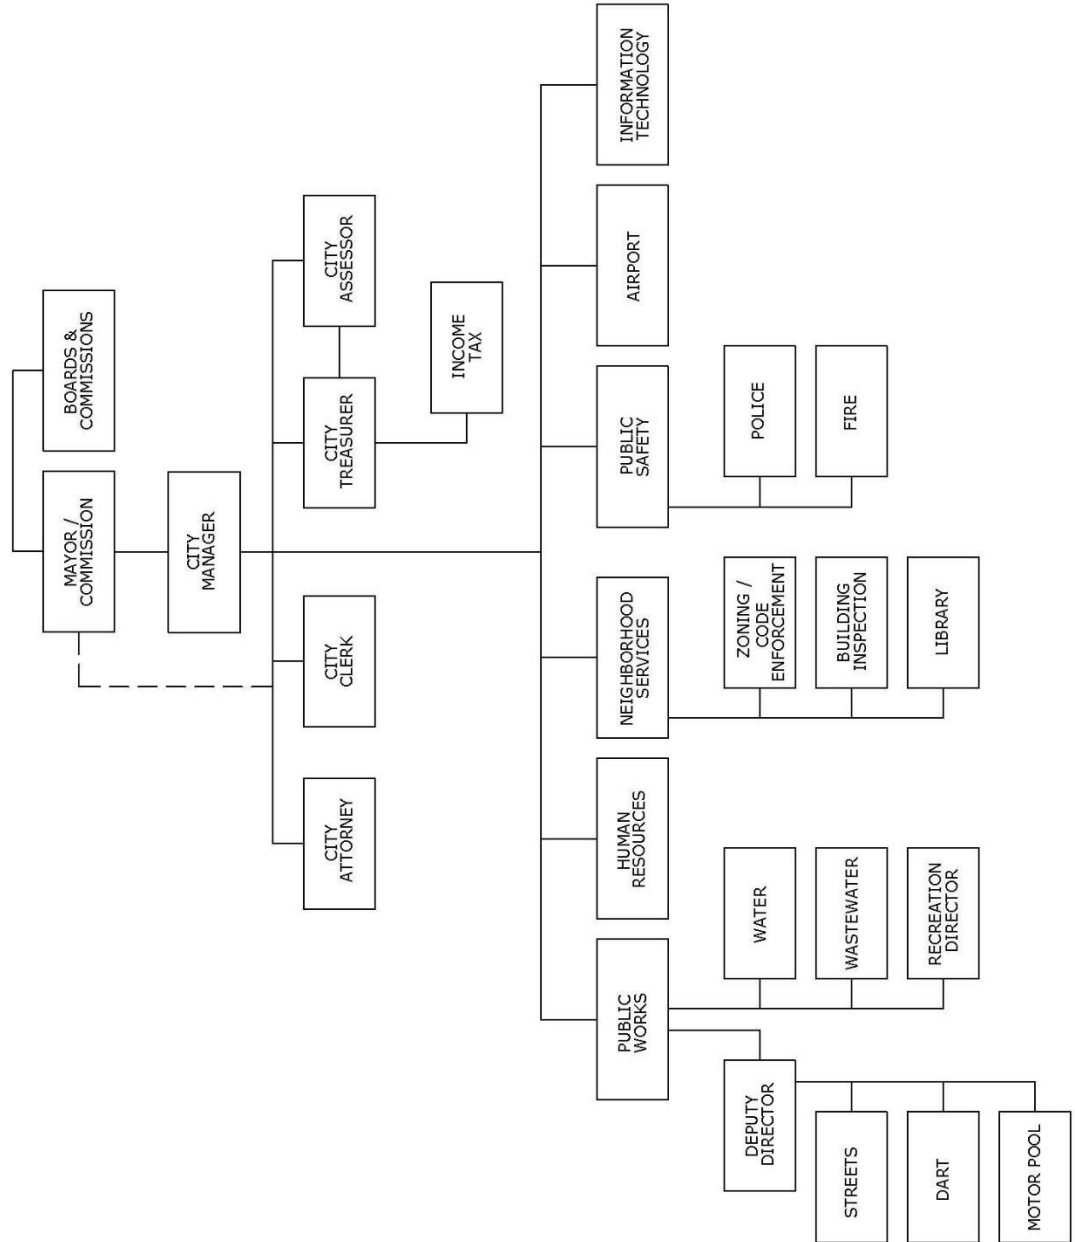 MAYOR /
COMMISSION
BOARDS &
COMMISSIONS
CITY
MANAGER
CITY
ATTORNEY
CITY
CLERK
CITY
TREASURER
CITY
ASSESSOR
INCOME
TAX
PUBLIC
WORKS
HUMAN
RESOURCES
NEIGHBORHOOD
SERVICES
PUBLIC
SAFETY
AIRPORT
INFORMATION
TECHNOLOGY
DEPUTY
DIRECTOR
WATER
ZONING /
CODE
ENFORCEMENT
POLICE
STREETS
WASTEWATER
BUILDING
INSPECTION
FIRE
DART
RECREATION
DIRECTOR
LIBRARY
MOTOR POOL